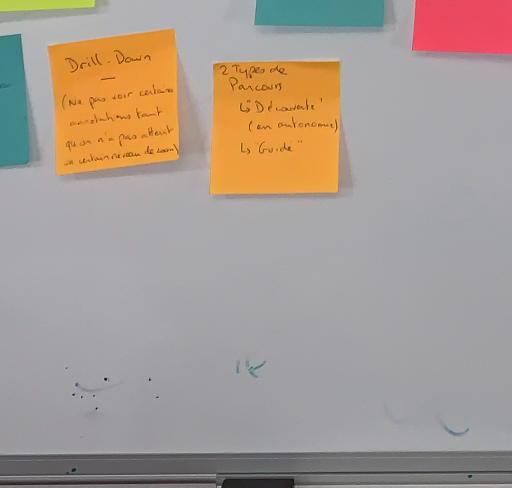 Drill-Down
(Ne pas voir certaines
annotations tant
qu'on n'a pas atteint
un certain niveau de zoom)
2 Types de
Parcours
↳ "Découverte"
(en autonomie)
↳ "Guidé"